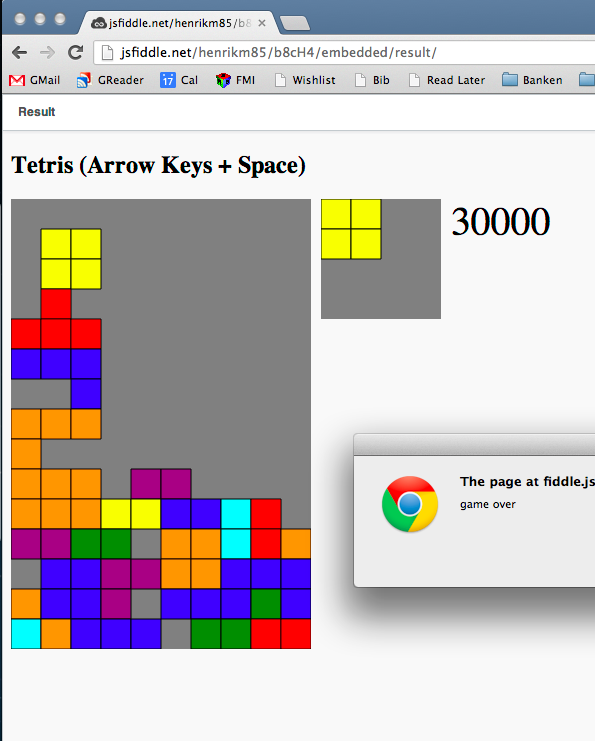 jsfiddle.net/henrikm85/b8
jsfiddle.net/henrikm85/b8cH4/embedded/result/
GMail GReader 17 Cal FMI Wishlist Bib Read Later Banken
Result
Tetris (Arrow Keys + Space)
30000
The page at fiddle.js
game over